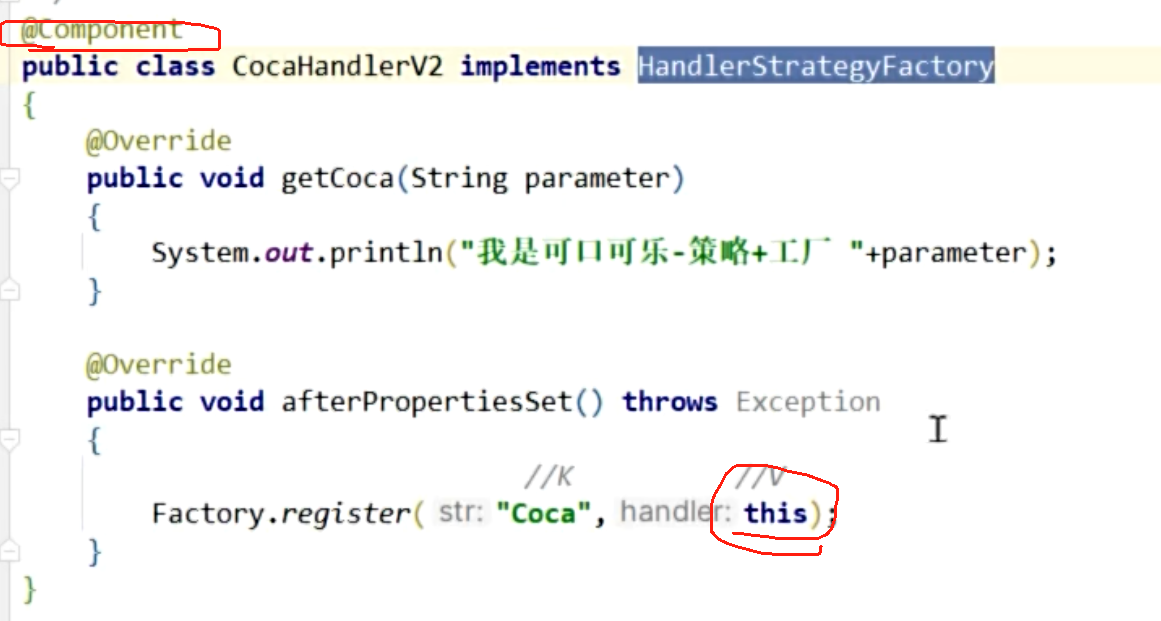 @Component
public class CocaHandlerV2 implements HandlerStrategyFactory
{
@Override
public void getCoca(String parameter)
{
System.out.println("我是可口可乐-策略+工厂 "+parameter);
}
@Override
public void afterPropertiesSet() throws Exception
{
//K //V
Factory.register( str: "Coca", handler: this);
}
}